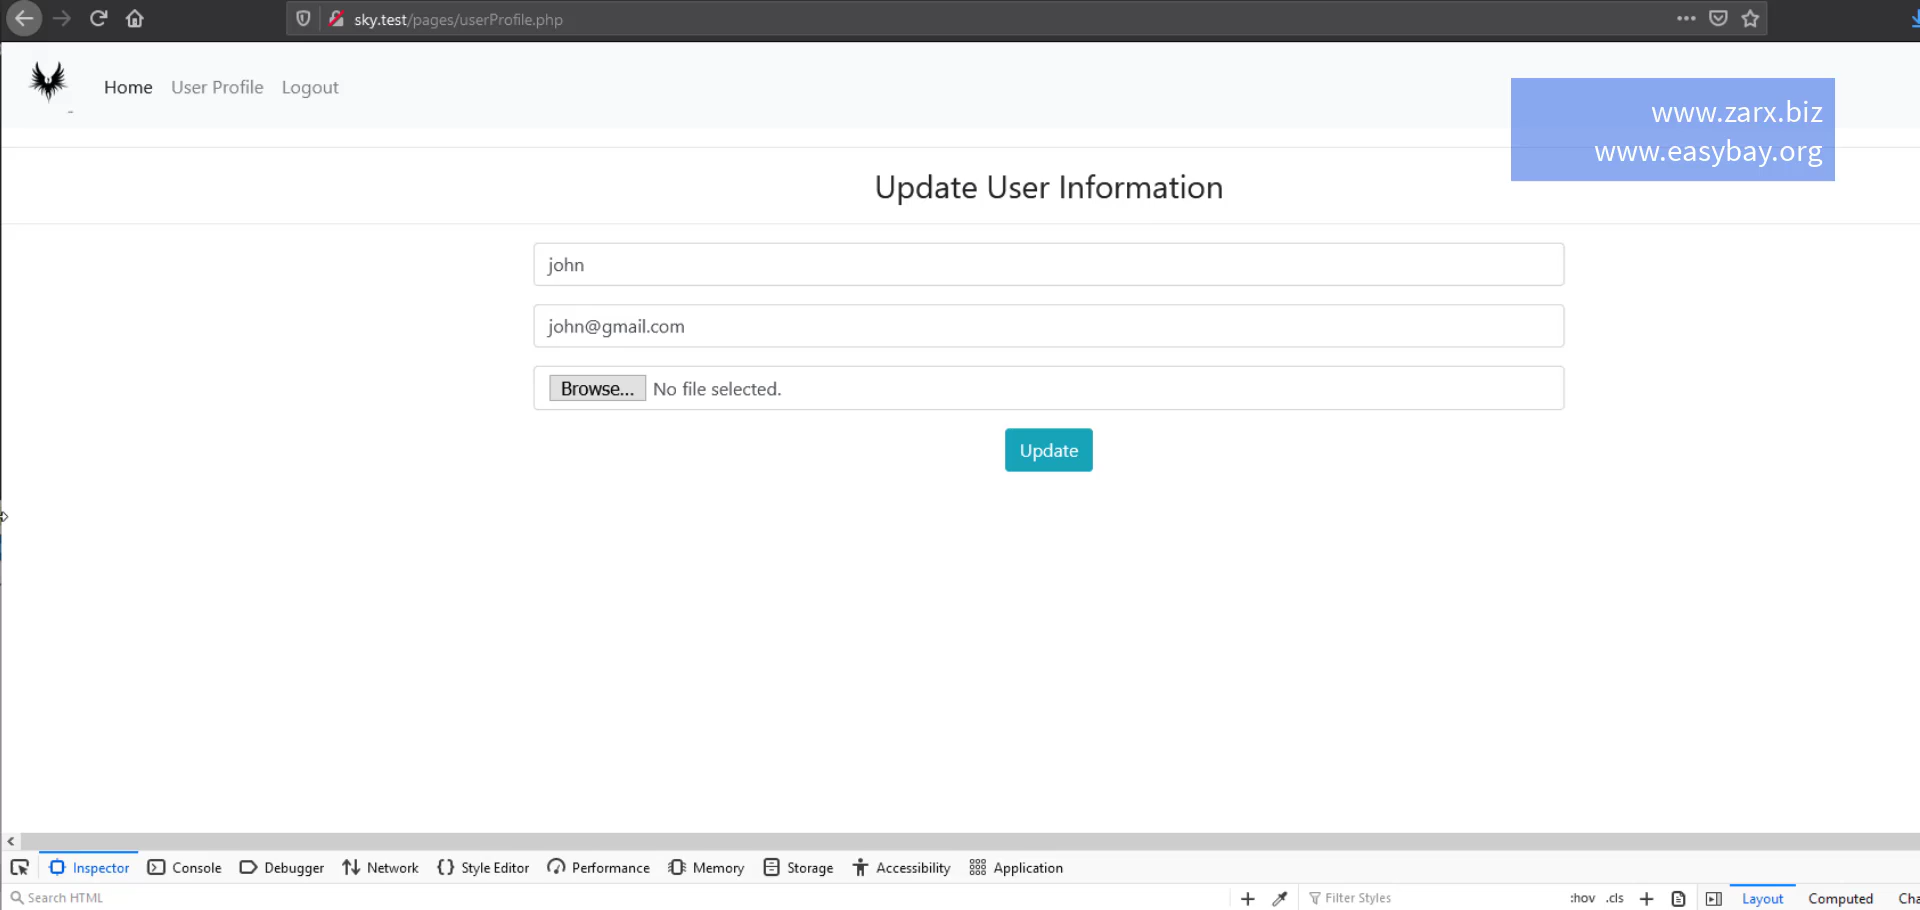 sky.test/pages/userProfile.php
Home User Profile Logout
www.zarx.biz
www.easybay.org
Update User Information
john
john@gmail.com
Browse... No file selected.
Update
Inspector Console Debugger Network Style Editor Performance Memory Storage Accessibility Application
Search HTML Filter Styles :hov .cls Layout Computed Cha